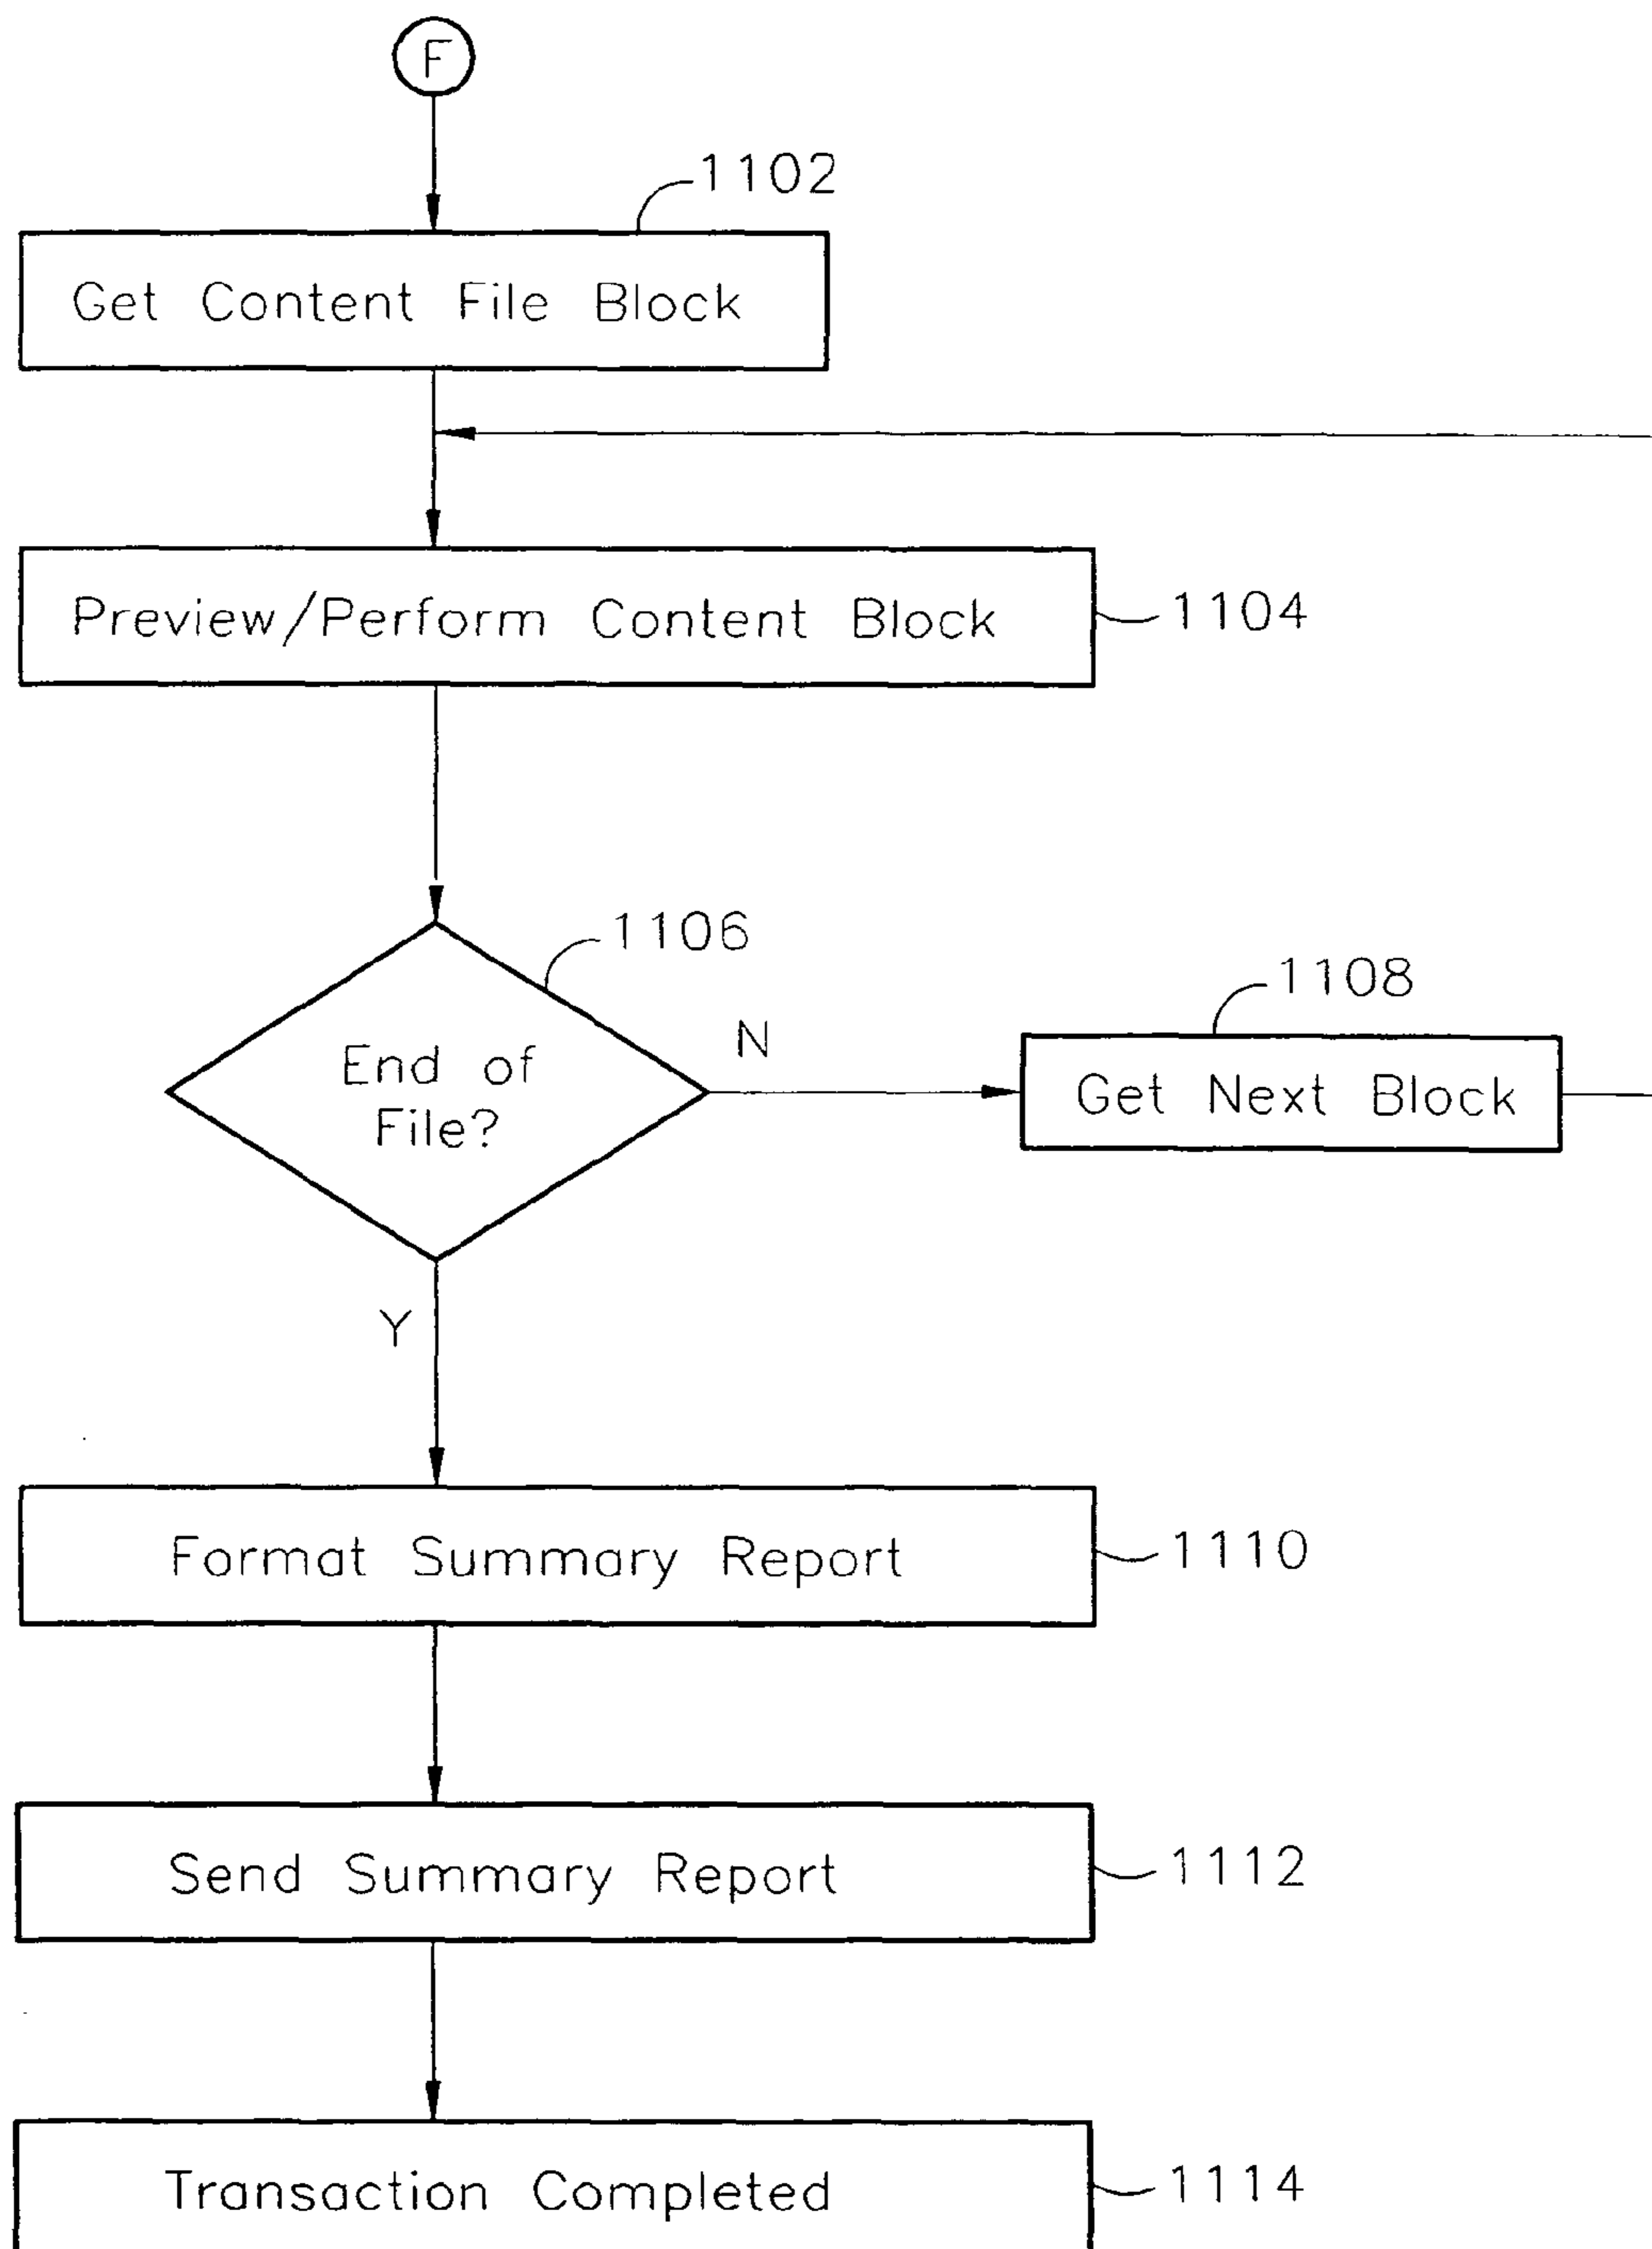 F
1102
Get Content File Block
Preview/Perform Content Block
1104
1106
End of
File?
N
1108
Get Next Block
Y
Format Summary Report
1110
Send Summary Report
1112
Transaction Completed
1114